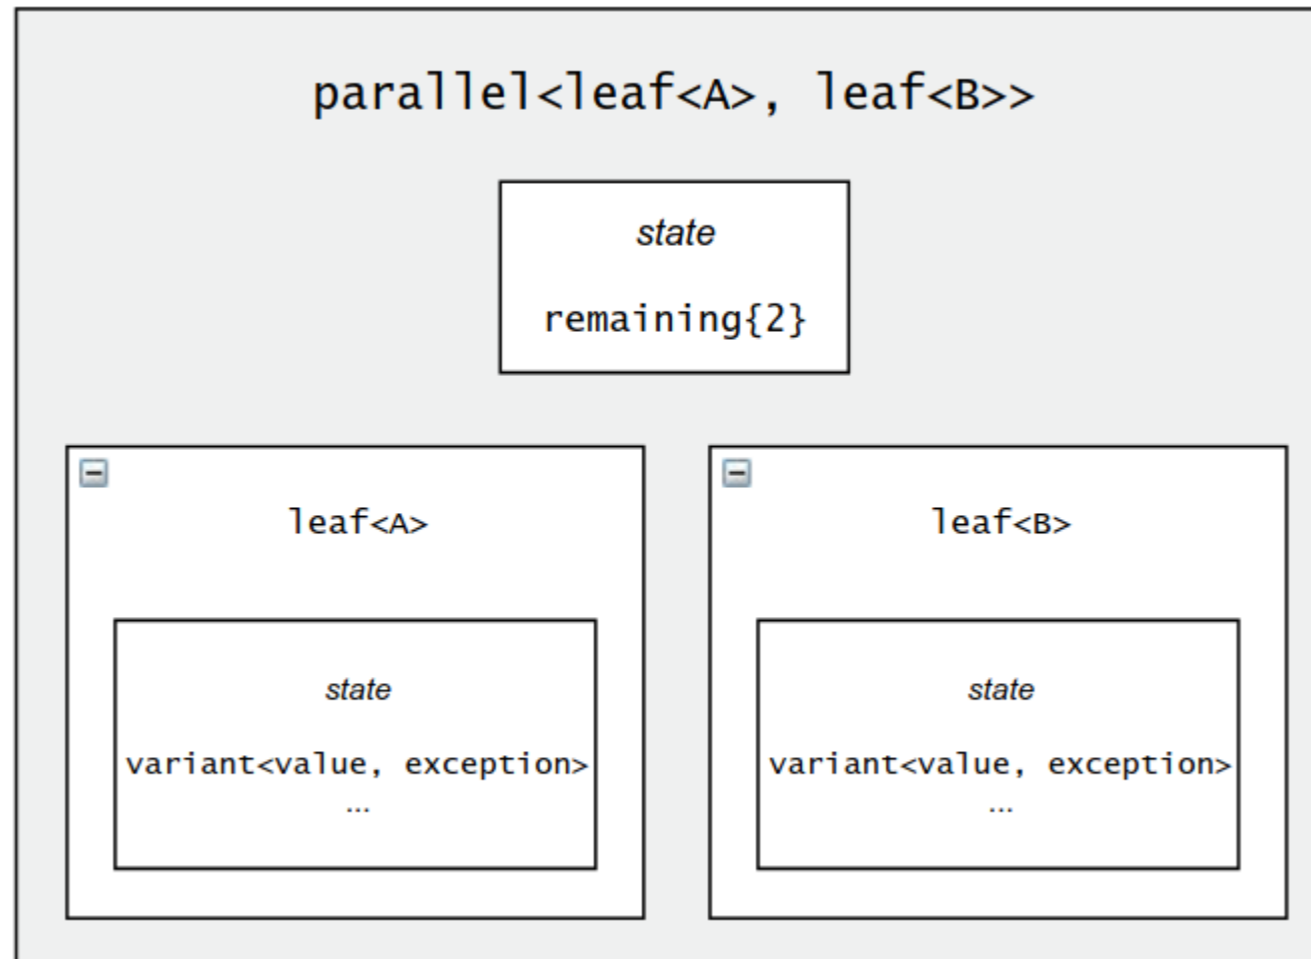 parallel<leaf<A>, leaf<B>>
state
remaining{2}
leaf<A>
state
variant<value, exception>
...
leaf<B>
state
variant<value, exception>
...